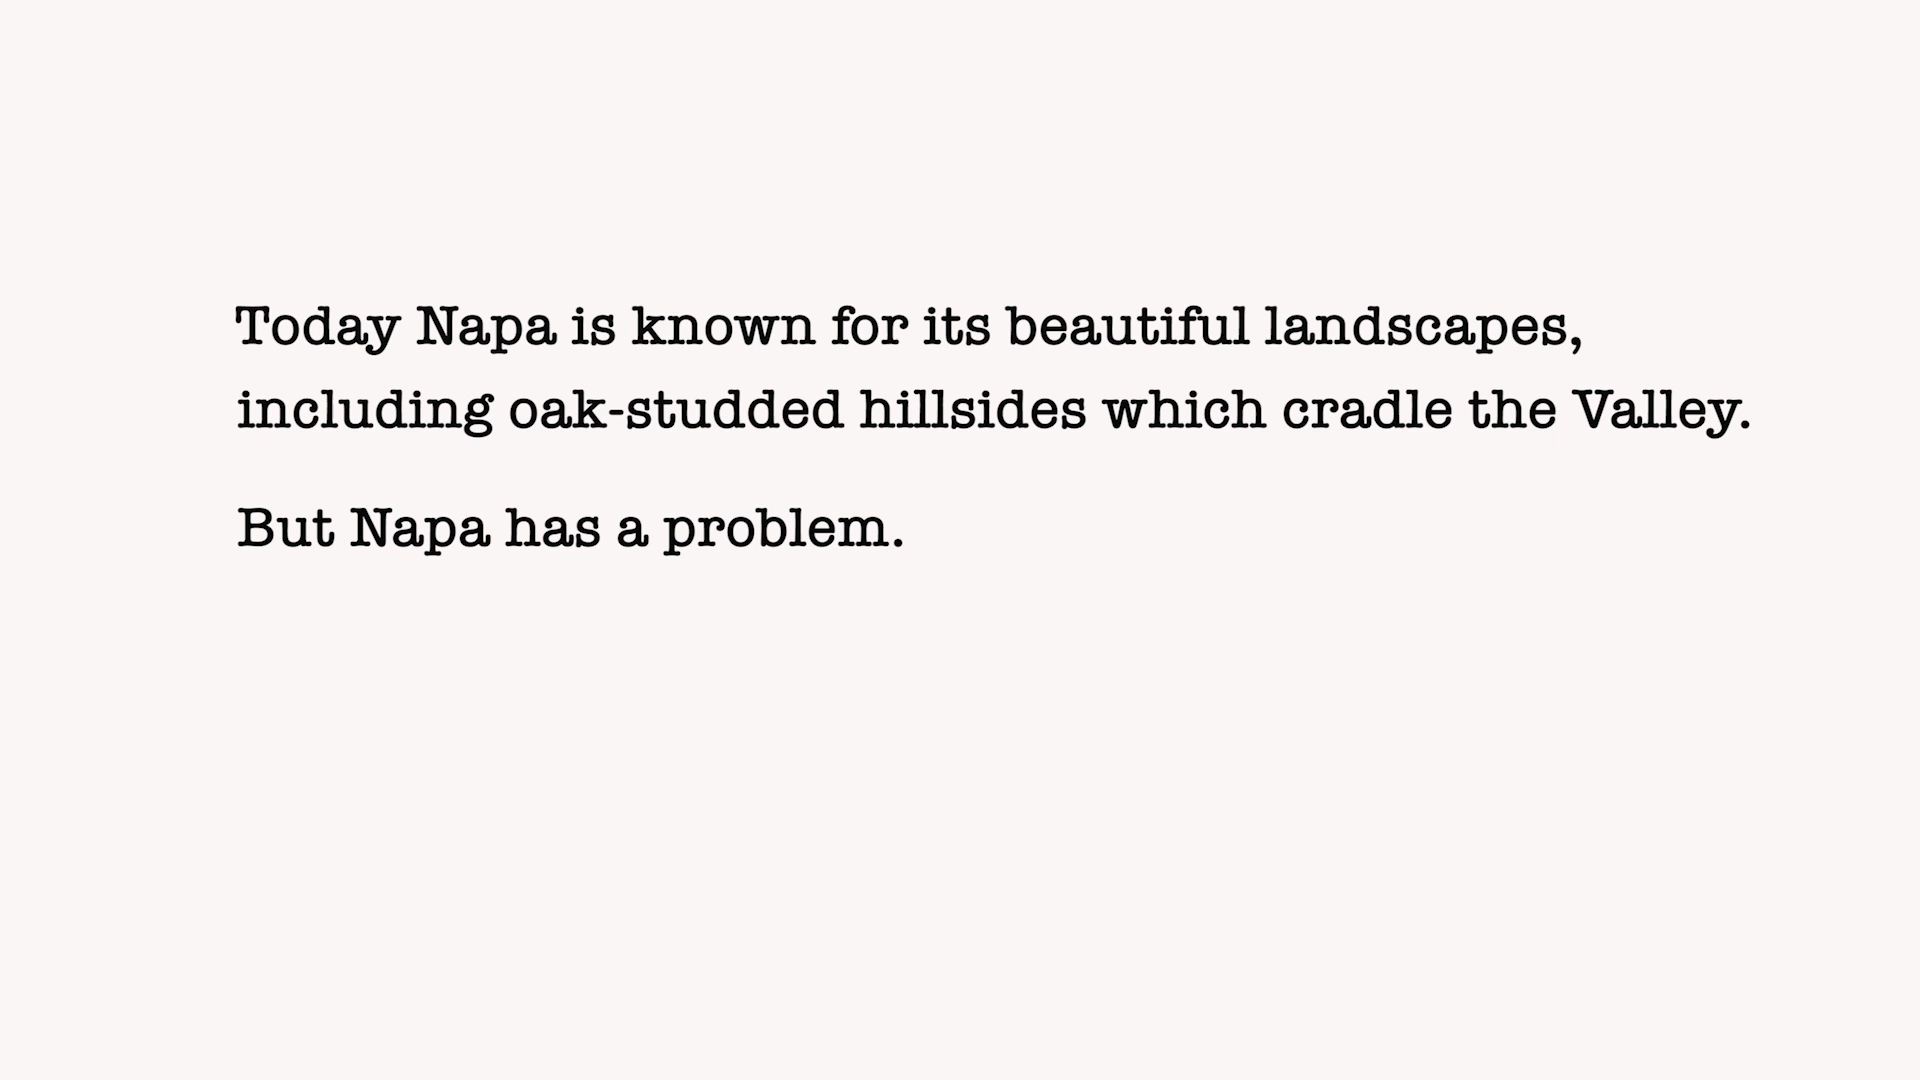 Today Napa is known for its beautiful landscapes,
including oak-studded hillsides which cradle the Valley.
But Napa has a problem.